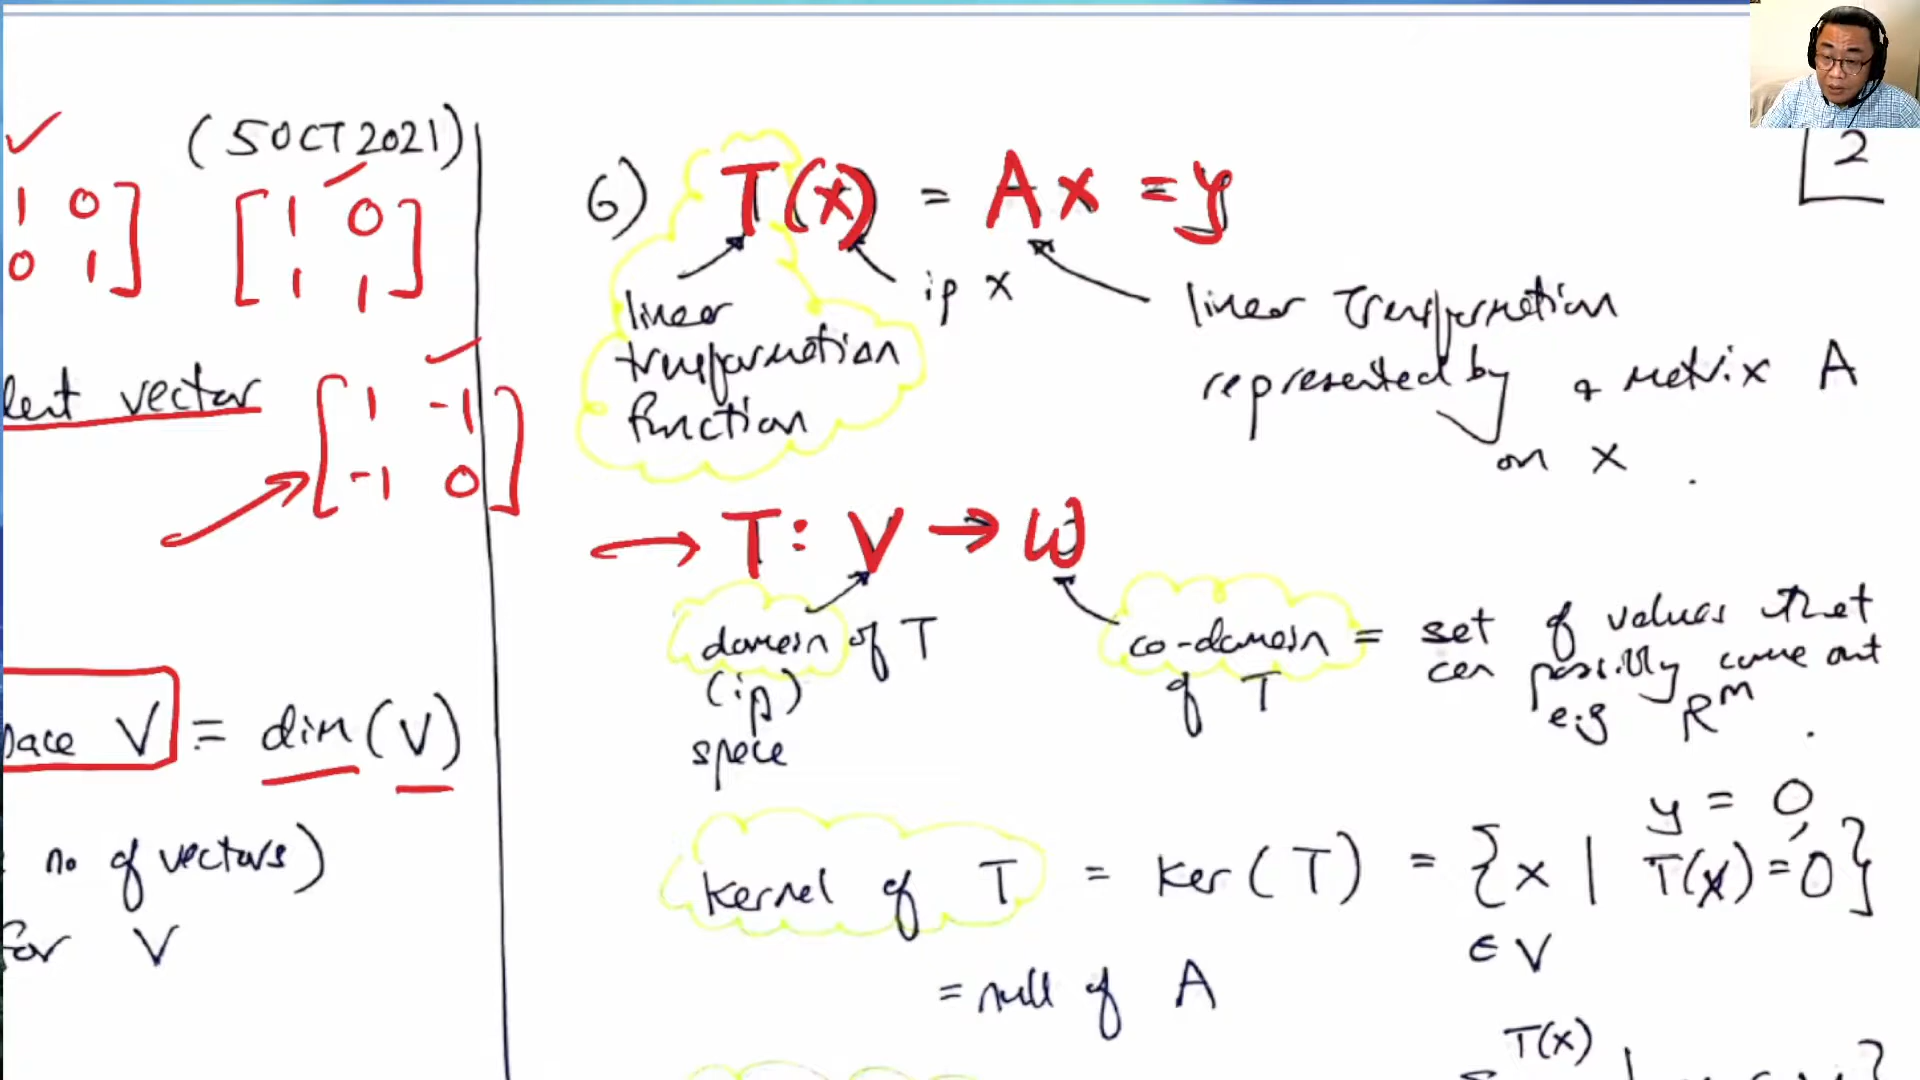 (5 OCT 2021)
1 0
0 1
1 0
1 1
vector
1 -1
-1 0
V = dim(V)
no of vectors)
for V
2
6) T(x) = Ax = y
linear
transformation
function
ip x
linear transformation
represented by a matrix A
on x
T: V → W
domain of T
(ip)
space
co-domain = set of values that
of T can possibly come out
e.g R^m
y = 0
Kernel of T = Ker(T) = {x | T(x) = 0}
∈ V
= null of A
T(x)